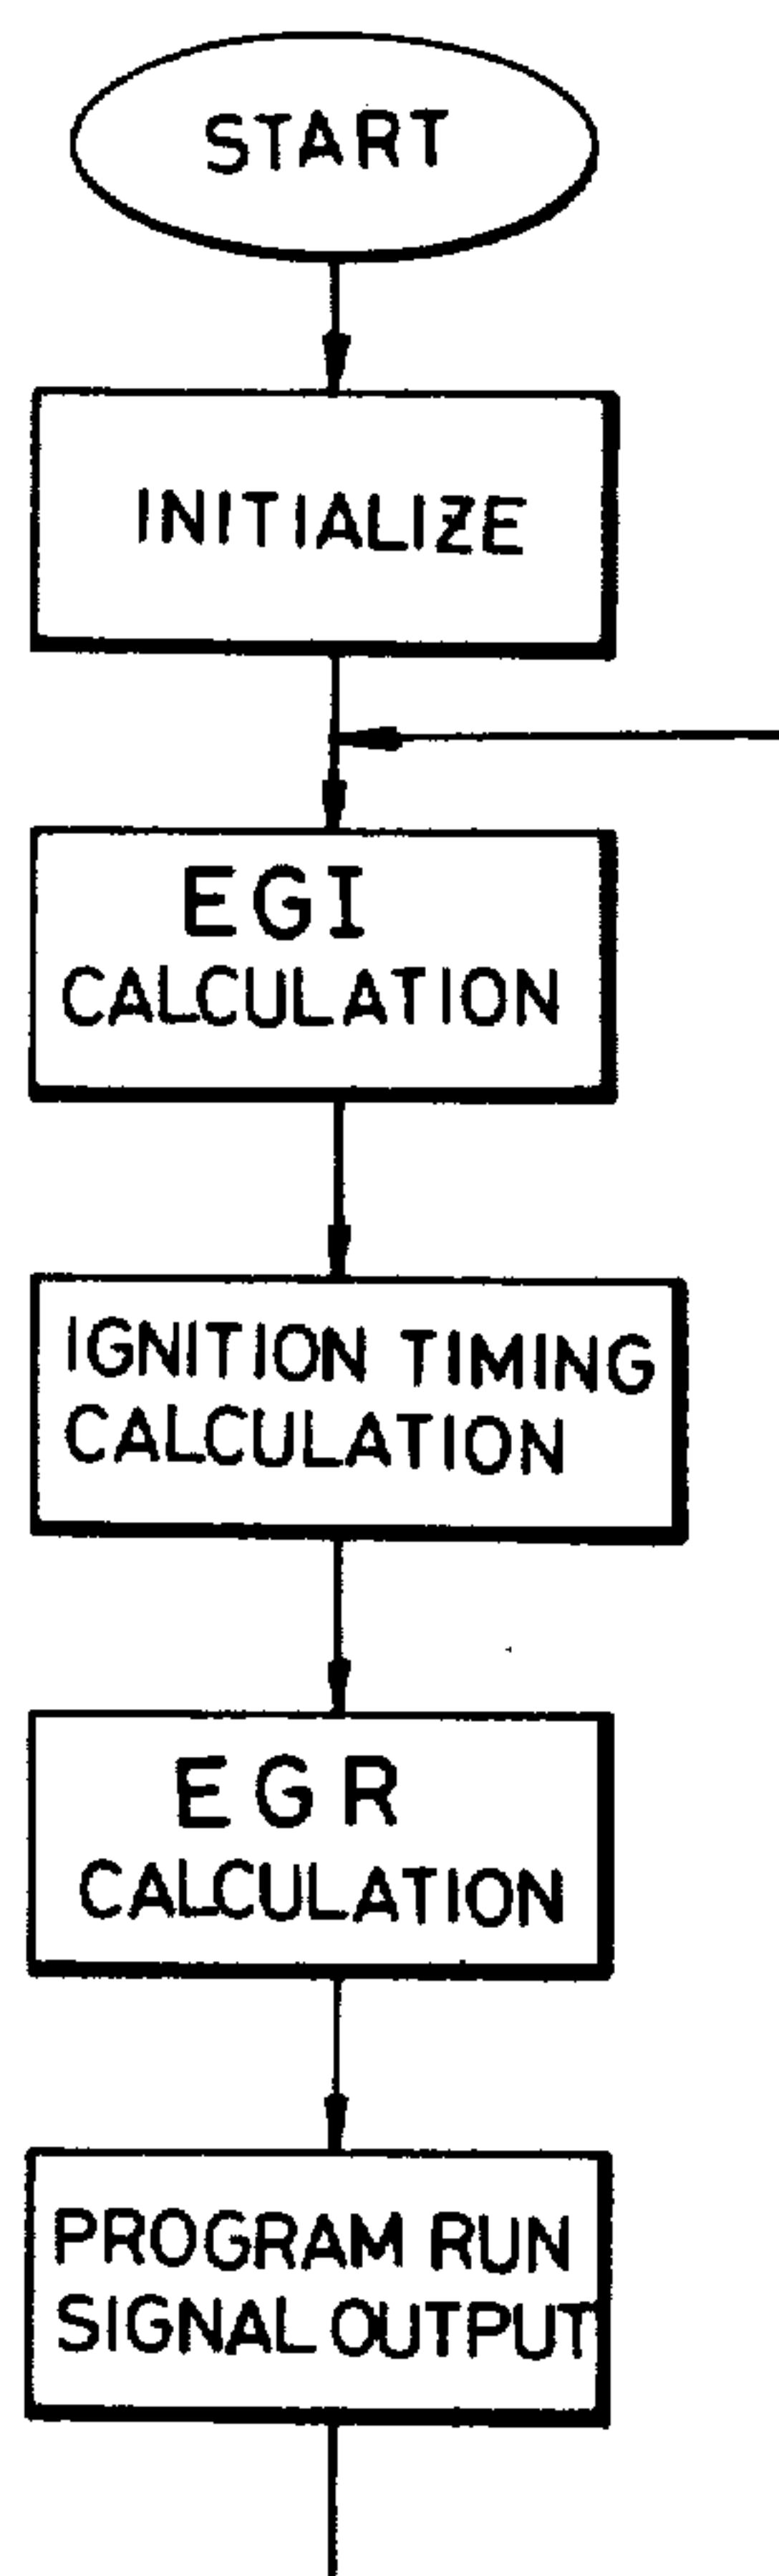 START
INITIALIZE
EGI
CALCULATION
IGNITION TIMING
CALCULATION
EGR
CALCULATION
PROGRAM RUN
SIGNAL OUTPUT